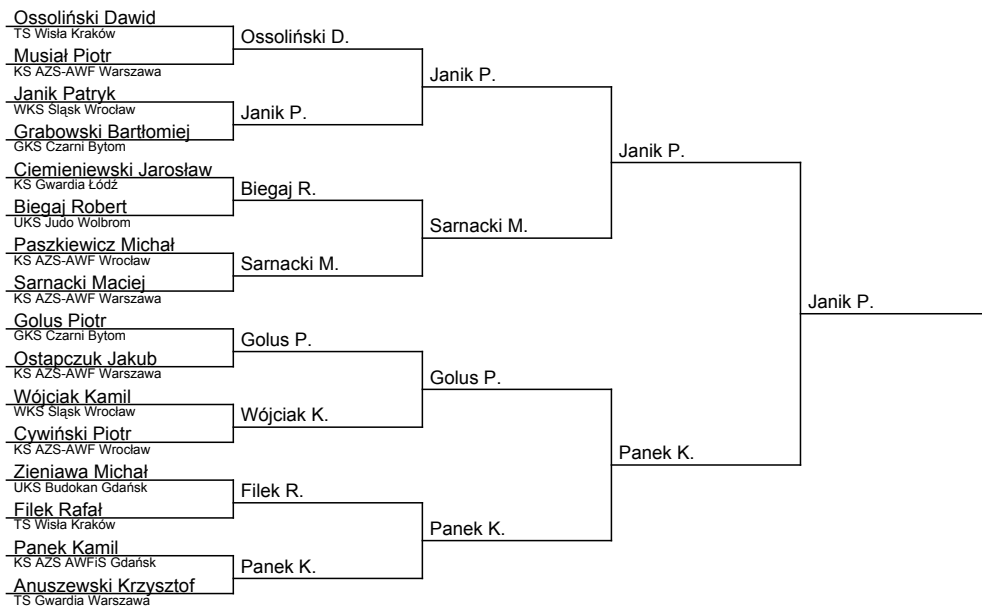 Ossoliński Dawid
TS Wisła Kraków
Musiał Piotr
KS AZS-AWF Warszawa
Janik Patryk
WKS Śląsk Wrocław
Grabowski Bartłomiej
GKS Czarni Bytom
Ciemieniewski Jarosław
KS Gwardia Łódź
Biegaj Robert
UKS Judo Wolbrom
Paszkiewicz Michał
KS AZS-AWF Wrocław
Sarnacki Maciej
KS AZS-AWF Warszawa
Golus Piotr
GKS Czarni Bytom
Ostapczuk Jakub
KS AZS-AWF Warszawa
Wójciak Kamil
WKS Śląsk Wrocław
Cywiński Piotr
KS AZS-AWF Wrocław
Zieniawa Michał
UKS Budokan Gdańsk
Filek Rafał
TS Wisła Kraków
Panek Kamil
KS AZS AWFiS Gdańsk
Anuszewski Krzysztof
TS Gwardia Warszawa
Ossoliński D.
Janik P.
Biegaj R.
Sarnacki M.
Golus P.
Wójciak K.
Filek R.
Panek K.
Janik P.
Sarnacki M.
Golus P.
Panek K.
Janik P.
Panek K.
Janik P.